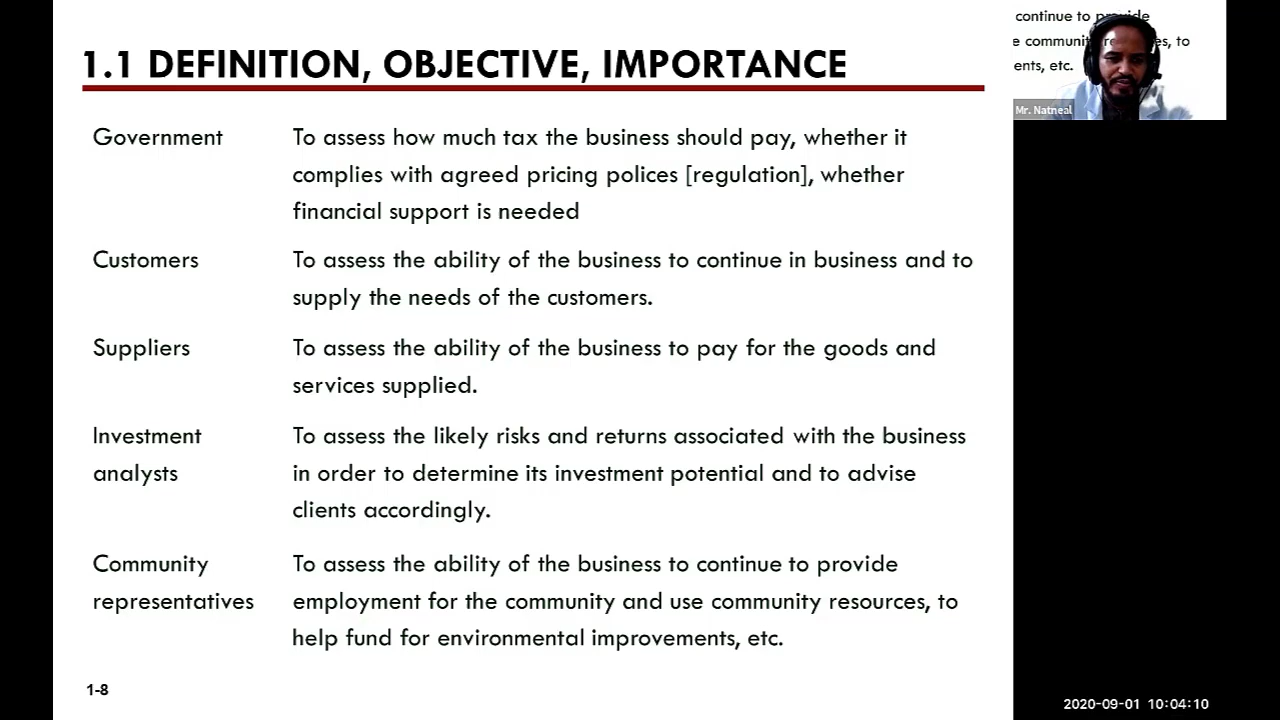 1.1 DEFINITION, OBJECTIVE, IMPORTANCE
Government To assess how much tax the business should pay, whether it
complies with agreed pricing polices [regulation], whether
financial support is needed
Customers To assess the ability of the business to continue in business and to
supply the needs of the customers.
Suppliers To assess the ability of the business to pay for the goods and
services supplied.
Investment To assess the likely risks and returns associated with the business
analysts in order to determine its investment potential and to advise
clients accordingly.
Community To assess the ability of the business to continue to provide
representatives employment for the community and use community resources, to
help fund for environmental improvements, etc.
1-8
continue to provide
e community to
ents, etc.
Mr. Natneal
2020-09-01 10:04:10